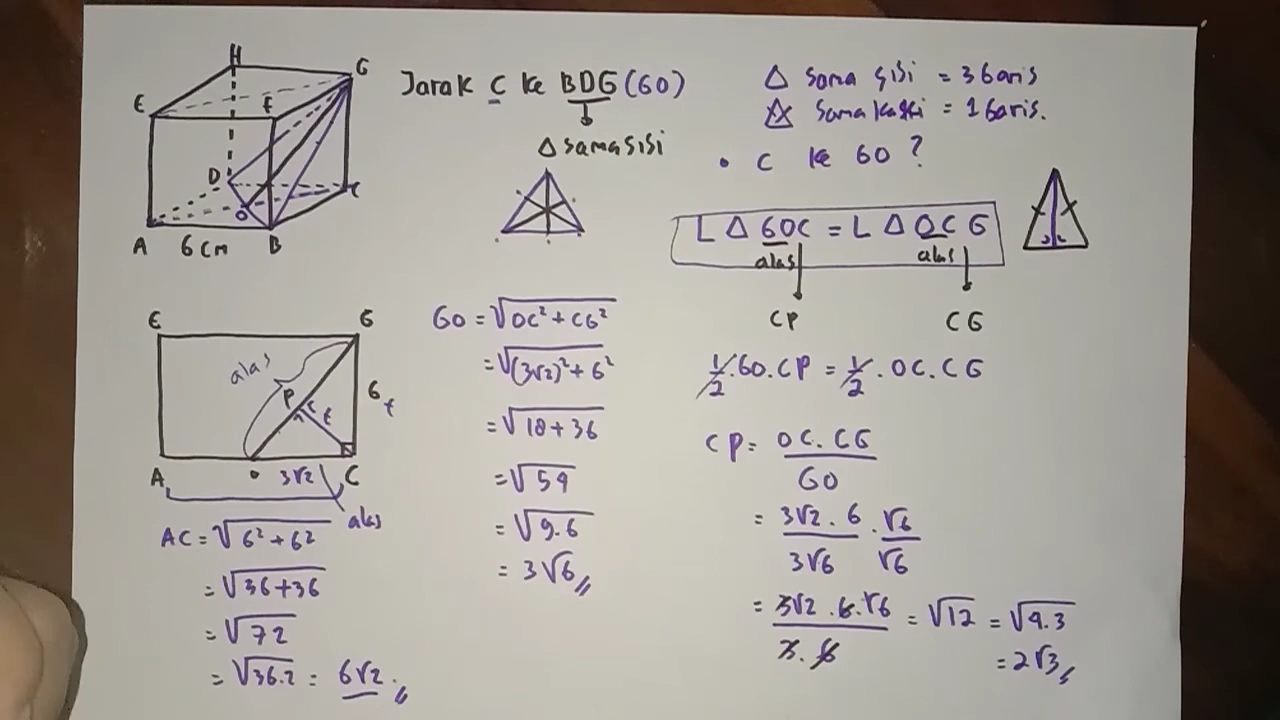 H
G
E
F
D
C
O
A
6 cm
B
Jarak C ke BDG (GO)
Δ samasisi
Δ sama sisi = 3 Garis
Δ Sama kaki = 1 Garis.
• C ke GO ?
L Δ GOC = L Δ OCG
alas
alas
CP
CG
E
G
alas
P
t
6
t
A
O
3√2
C
alas
AC = √6² + 6²
= √36+36
= √72
= √36.2 = 6√2 //
GO = √OC² + CG²
= √(3√2)² + 6²
= √18 + 36
= √54
= √9.6
= 3√6 //
1/2 . GO . CP = 1/2 . OC . CG
CP = OC . CG / GO
= 3√2 . 6 / 3√6 . √6 / √6
= 3√2 . 6 . √6 / 3 . 6 = √12 = √4.3
= 2√3 //